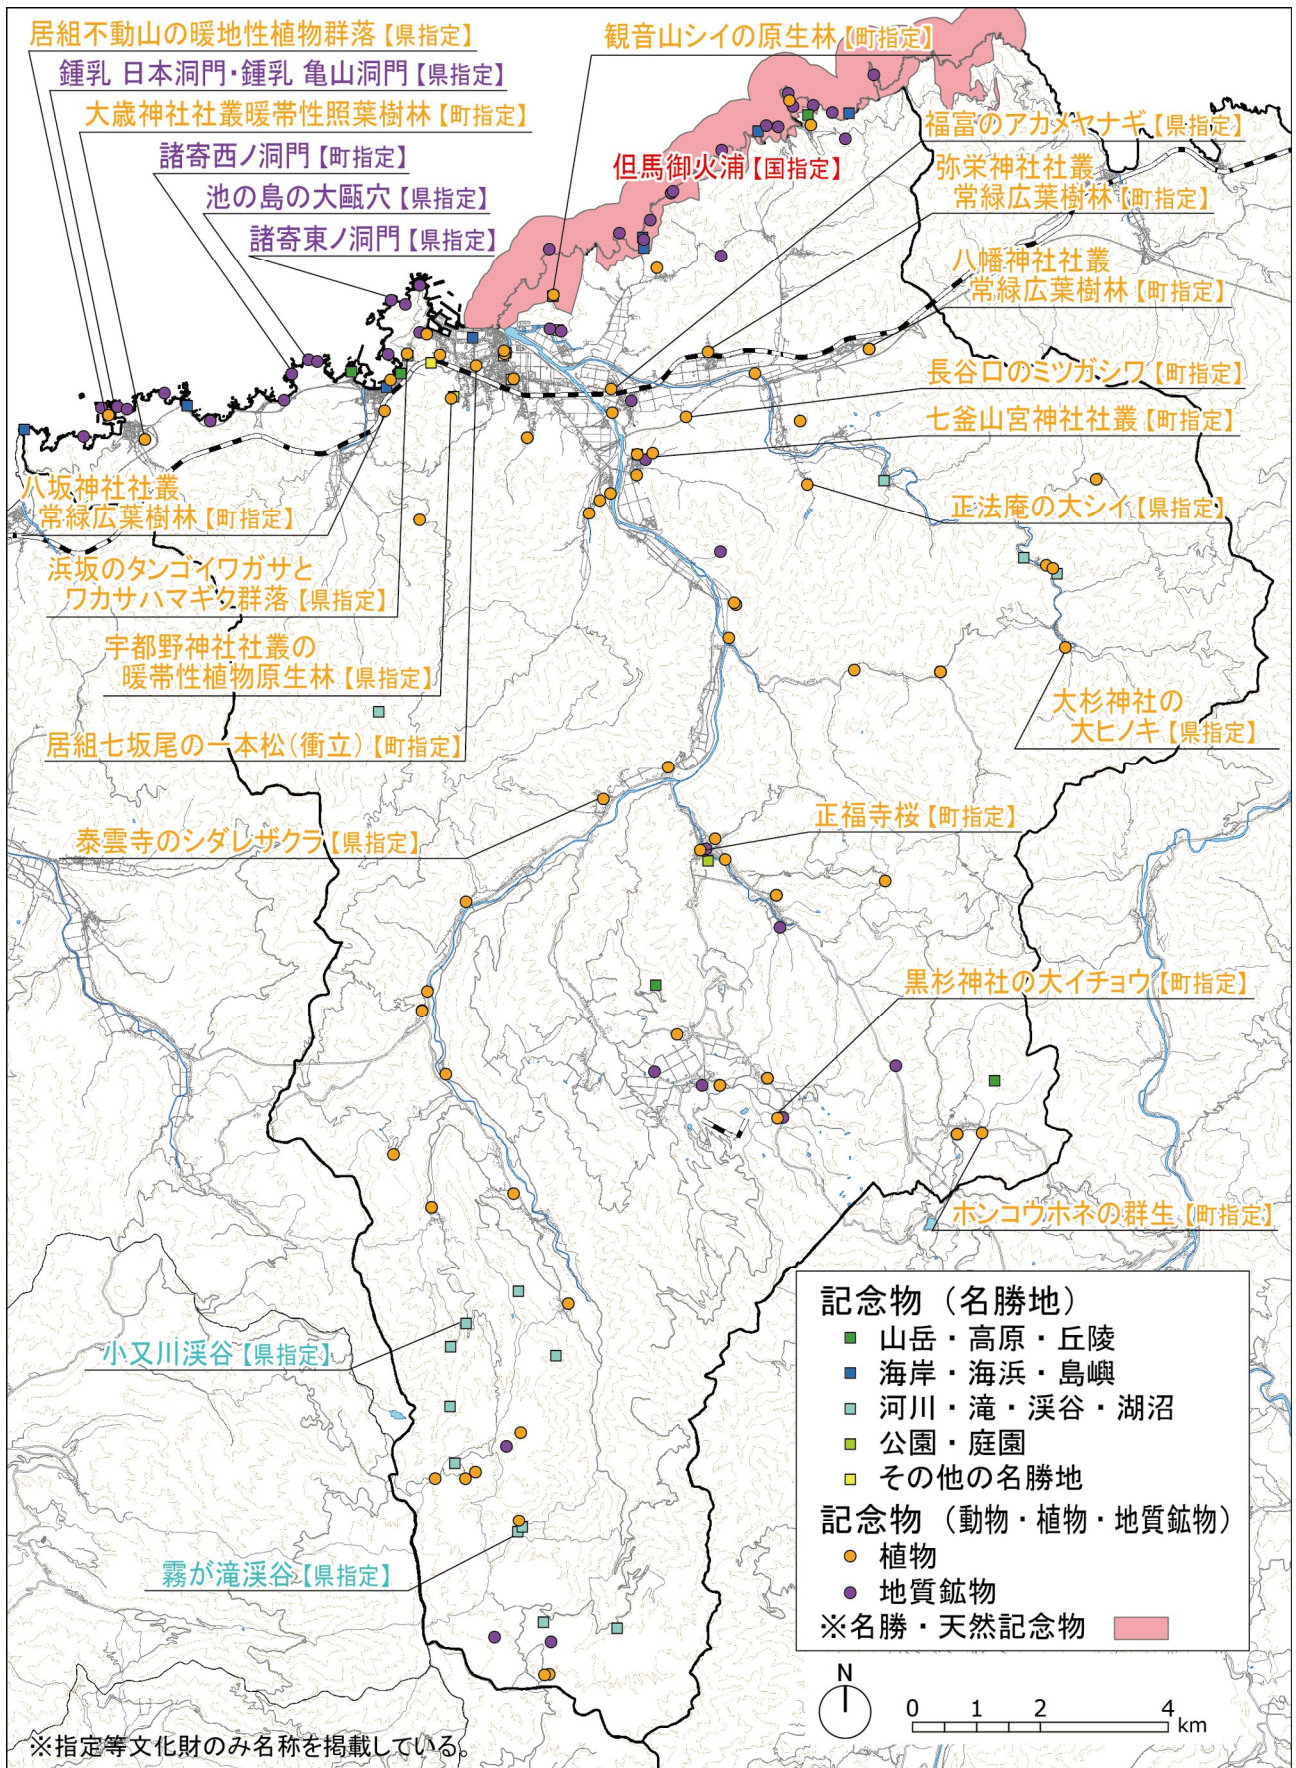 居組不動山の暖地性植物群落【県指定】
鍾乳 日本洞門・鍾乳 亀山洞門【県指定】
大歳神社社叢暖帯性照葉樹林【町指定】
諸寄西ノ洞門【町指定】
池の島の大甌穴【県指定】
諸寄東ノ洞門【県指定】
観音山シイの原生林【町指定】
但馬御火浦【国指定】
福富のアカメヤナギ【県指定】
弥栄神社社叢
常緑広葉樹林【町指定】
八幡神社社叢
常緑広葉樹林【町指定】
長谷口のミツガシワ【町指定】
七釜山宮神社社叢【町指定】
正法庵の大シイ【県指定】
八坂神社社叢
常緑広葉樹林【町指定】
浜坂のタンゴイワガサと
ワカサハマギク群落【県指定】
宇都野神社社叢の
暖帯性植物原生林【県指定】
居組七坂尾の一本松(衝立)【町指定】
大杉神社の
大ヒノキ【県指定】
泰雲寺のシダレザクラ【県指定】
正福寺桜【町指定】
黒杉神社の大イチョウ【町指定】
ホンコウホネの群生【町指定】
小又川渓谷【県指定】
霧が滝渓谷【県指定】
記念物（名勝地）
山岳・高原・丘陵
海岸・海浜・島嶼
河川・滝・渓谷・湖沼
公園・庭園
その他の名勝地
記念物（動物・植物・地質鉱物）
植物
地質鉱物
※名勝・天然記念物
N
0 1 2 4
km
※指定等文化財のみ名称を掲載している。